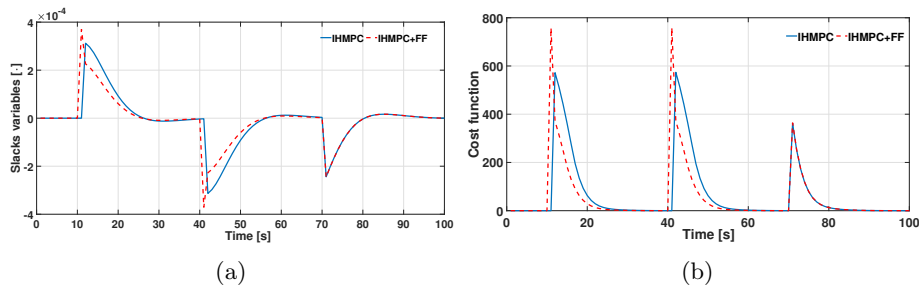 ×10⁻⁴
IHMPC IHMPC+FF
Slacks variables [·]
4
2
0
-2
-4
0 10 20 30 40 50 60 70 80 90 100
Time [s]
(a)
IHMPC IHMPC+FF
Cost function
800
600
400
200
0
0 20 40 60 80 100
Time [s]
(b)